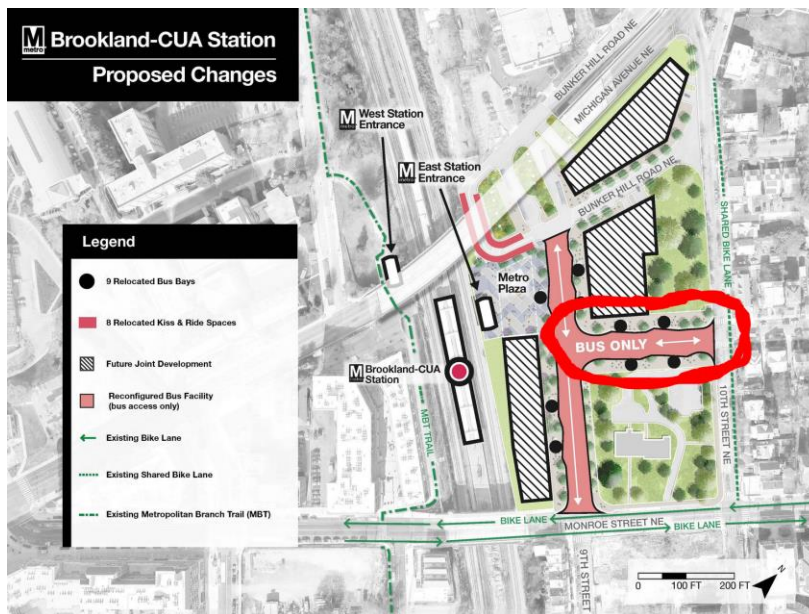 M
metro
Brookland-CUA Station
Proposed Changes
BUNKER HILL ROAD NE
MICHIGAN AVENUE NE
M West Station
Entrance
M East Station
Entrance
BUNKER HILL ROAD NE
SHARED BIKE LANE
Legend
9 Relocated Bus Bays
8 Relocated Kiss & Ride Spaces
Future Joint Development
Reconfigured Bus Facility
(bus access only)
Existing Bike Lane
Existing Shared Bike Lane
Existing Metropolitan Branch Trail (MBT)
Metro
Plaza
BUS ONLY
M Brookland-CUA
Station
MBT TRAIL
10TH STREET NE
BIKE LANE
MONROE STREET NE
BIKE LANE
9TH STREET
0
100 FT
200 FT
N